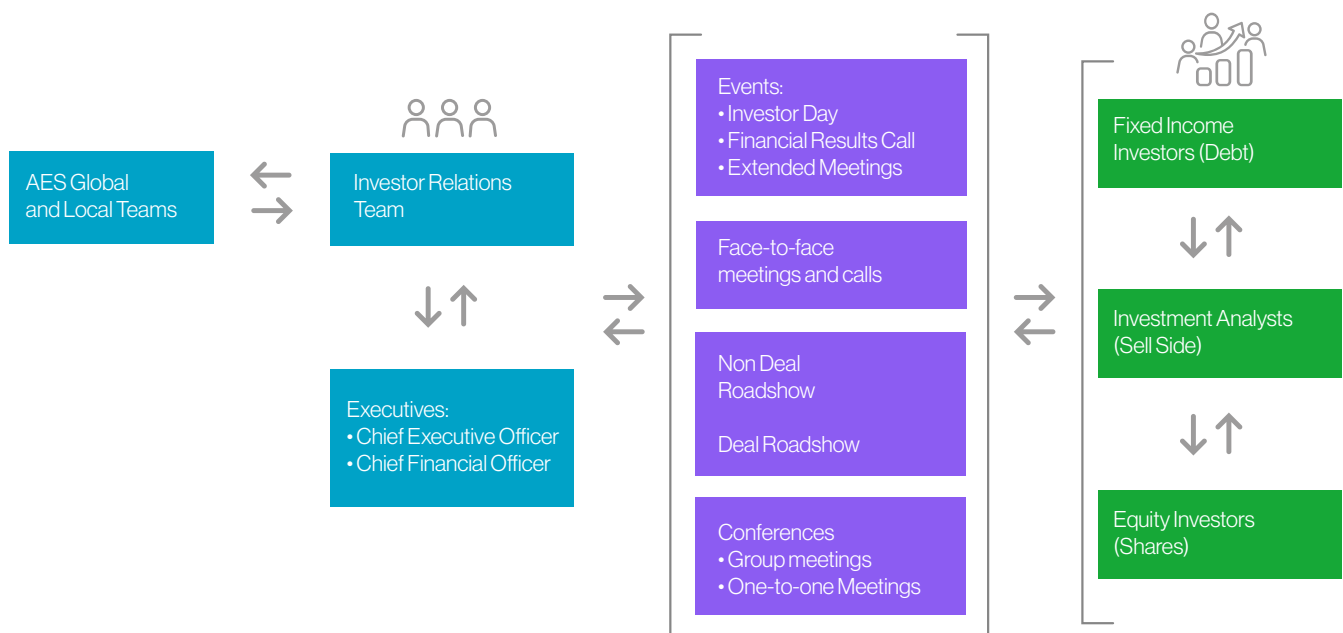 AES Global
and Local Teams
Investor Relations
Team
Executives:
• Chief Executive Officer
• Chief Financial Officer
Events:
• Investor Day
• Financial Results Call
• Extended Meetings
Face-to-face
meetings and calls
Non Deal
Roadshow
Deal Roadshow
Conferences
• Group meetings
• One-to-one Meetings
Fixed Income
Investors (Debt)
Investment Analysts
(Sell Side)
Equity Investors
(Shares)